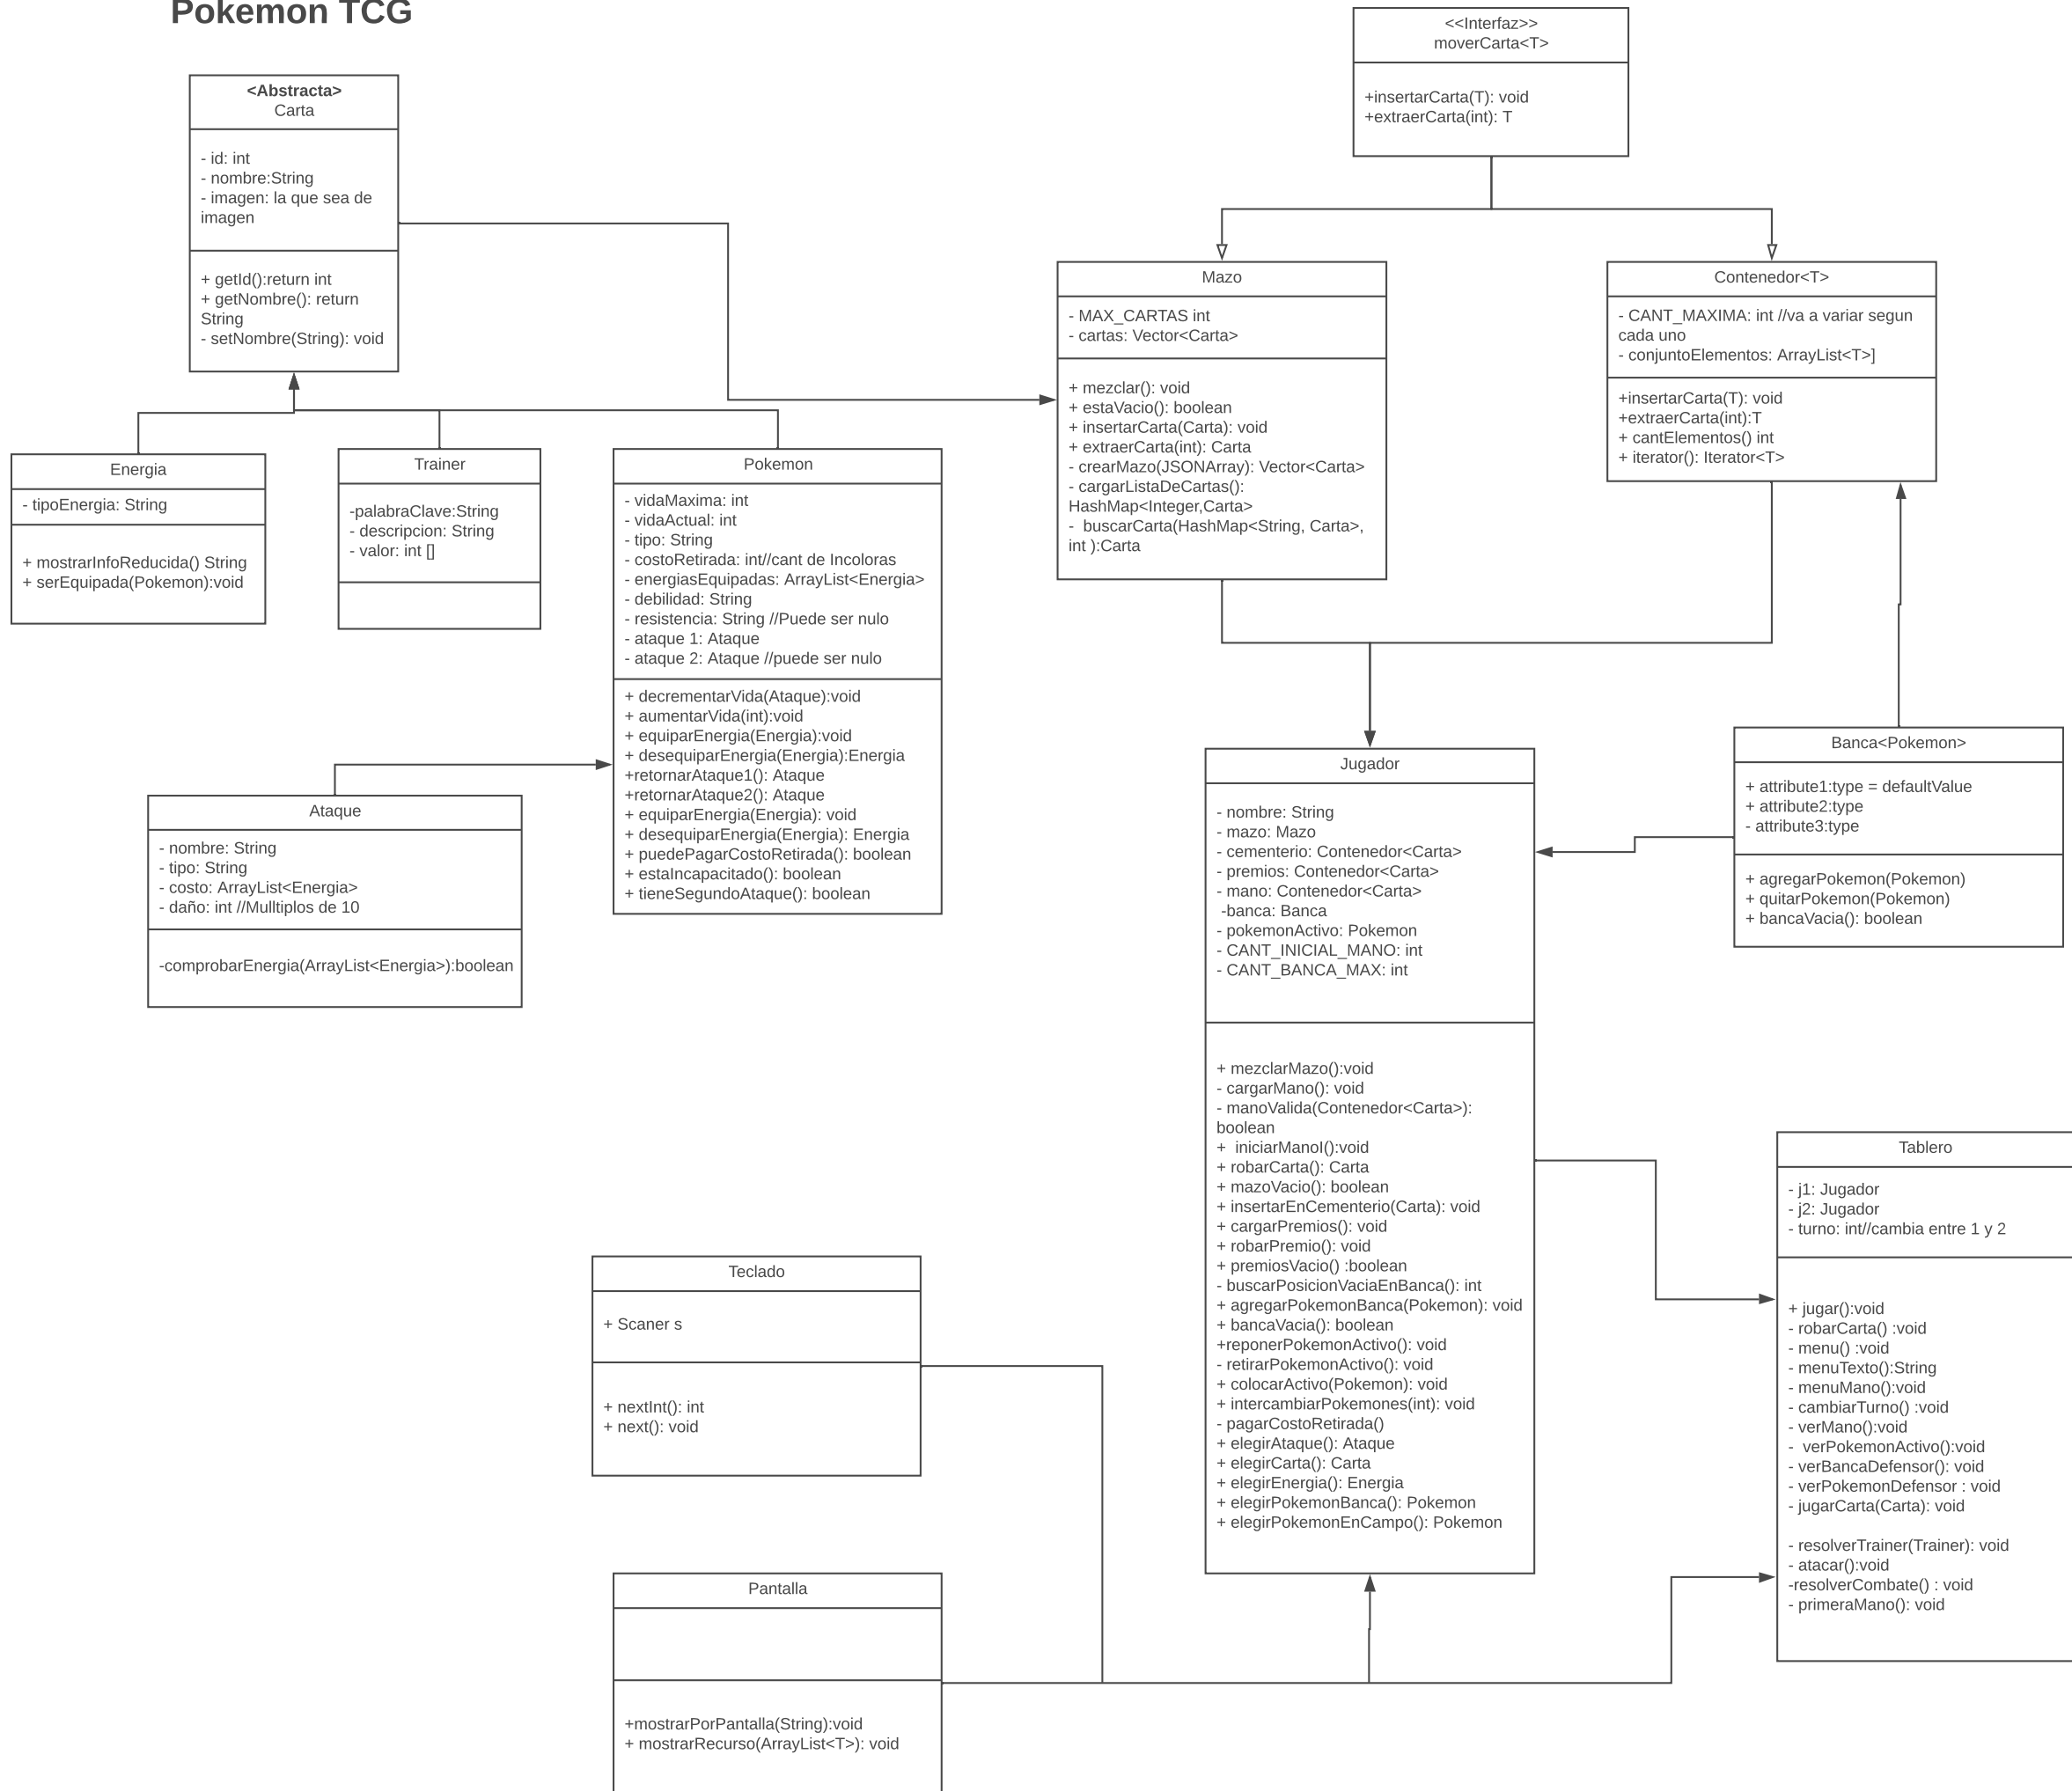 Pokemon TCG
<<Interfaz>>
moverCarta<T>
+insertarCarta(T): void
+extraerCarta(int): T
<Abstracta>
Carta
- id: int
- nombre:String
- imagen: la que sea de
imagen
+ getId():return int
+ getNombre(): return
String
- setNombre(String): void
Mazo
- MAX_CARTAS int
- cartas: Vector<Carta>
+ mezclar(): void
+ estaVacio(): boolean
+ insertarCarta(Carta): void
+ extraerCarta(int): Carta
- crearMazo(JSONArray): Vector<Carta>
- cargarListaDeCartas():
HashMap<Integer,Carta>
-  buscarCarta(HashMap<String, Carta>,
int ):Carta
Contenedor<T>
- CANT_MAXIMA: int //va a variar segun
cada uno
- conjuntoElementos: ArrayList<T>]
+insertarCarta(T): void
+extraerCarta(int):T
+ cantElementos() int
+ iterator(): Iterator<T>
Energia
- tipoEnergia: String
+ mostrarInfoReducida() String
+ serEquipada(Pokemon):void
Trainer
-palabraClave:String
- descripcion: String
- valor: int []
Pokemon
- vidaMaxima: int
- vidaActual: int
- tipo: String
- costoRetirada: int//cant de Incoloras
- energiasEquipadas: ArrayList<Energia>
- debilidad: String
- resistencia: String //Puede ser nulo
- ataque 1: Ataque
- ataque 2: Ataque //puede ser nulo
+ decrementarVida(Ataque):void
+ aumentarVida(int):void
+ equiparEnergia(Energia):void
+ desequiparEnergia(Energia):Energia
+retornarAtaque1(): Ataque
+retornarAtaque2(): Ataque
+ equiparEnergia(Energia): void
+ desequiparEnergia(Energia): Energia
+ puedePagarCostoRetirada(): boolean
+ estaIncapacitado(): boolean
+ tieneSegundoAtaque(): boolean
Ataque
- nombre: String
- tipo: String
- costo: ArrayList<Energia>
- daño: int //Mulltiplos de 10
-comprobarEnergia(ArrayList<Energia>):boolean
Jugador
- nombre: String
- mazo: Mazo
- cementerio: Contenedor<Carta>
- premios: Contenedor<Carta>
- mano: Contenedor<Carta>
-banca: Banca
- pokemonActivo: Pokemon
- CANT_INICIAL_MANO: int
- CANT_BANCA_MAX: int
+ mezclarMazo():void
- cargarMano(): void
- manoValida(Contenedor<Carta>):
boolean
+  iniciarManoI():void
+ robarCarta(): Carta
+ mazoVacio(): boolean
+ insertarEnCementerio(Carta): void
+ cargarPremios(): void
+ robarPremio(): void
+ premiosVacio() :boolean
- buscarPosicionVaciaEnBanca(): int
+ agregarPokemonBanca(Pokemon): void
+ bancaVacia(): boolean
+reponerPokemonActivo(): void
- retirarPokemonActivo(): void
+ colocarActivo(Pokemon): void
+ intercambiarPokemones(int): void
- pagarCostoRetirada()
+ elegirAtaque(): Ataque
+ elegirCarta(): Carta
+ elegirEnergia(): Energia
+ elegirPokemonBanca(): Pokemon
+ elegirPokemonEnCampo(): Pokemon
Banca<Pokemon>
+ attribute1:type = defaultValue
+ attribute2:type
- attribute3:type
+ agregarPokemon(Pokemon)
+ quitarPokemon(Pokemon)
+ bancaVacia(): boolean
Tablero
- j1: Jugador
- j2: Jugador
- turno: int//cambia entre 1 y 2
+ jugar():void
- robarCarta() :void
- menu() :void
- menuTexto():String
- menuMano():void
- cambiarTurno() :void
- verMano():void
-  verPokemonActivo():void
- verBancaDefensor(): void
- verPokemonDefensor : void
- jugarCarta(Carta): void
- resolverTrainer(Trainer): void
- atacar():void
-resolverCombate() : void
- primeraMano(): void
Teclado
+ Scaner s
+ nextInt(): int
+ next(): void
Pantalla
+mostrarPorPantalla(String):void
+ mostrarRecurso(ArrayList<T>): void